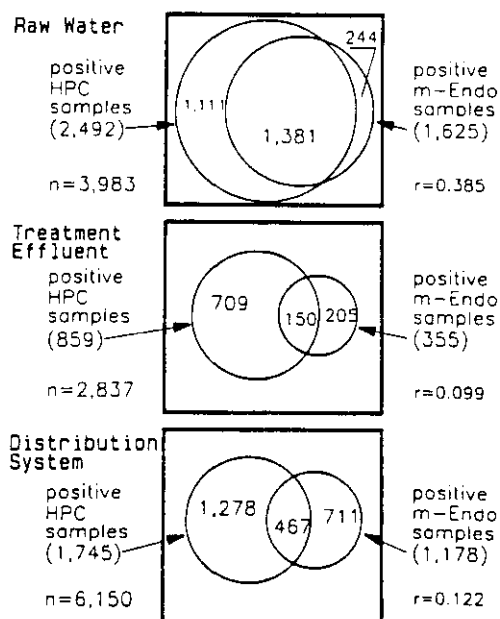 Raw Water
positive
HPC
samples
(2,492)
n=3,983
1,111
1,381
244
positive
m-Endo
samples
(1,625)
r=0.385
Treatment
Effluent
positive
HPC
samples
(859)
n=2,837
709
150
205
positive
m-Endo
samples
(355)
r=0.099
Distribution
System
positive
HPC
samples
(1,745)
n=6,150
1,278
467
711
positive
m-Endo
samples
(1,178)
r=0.122